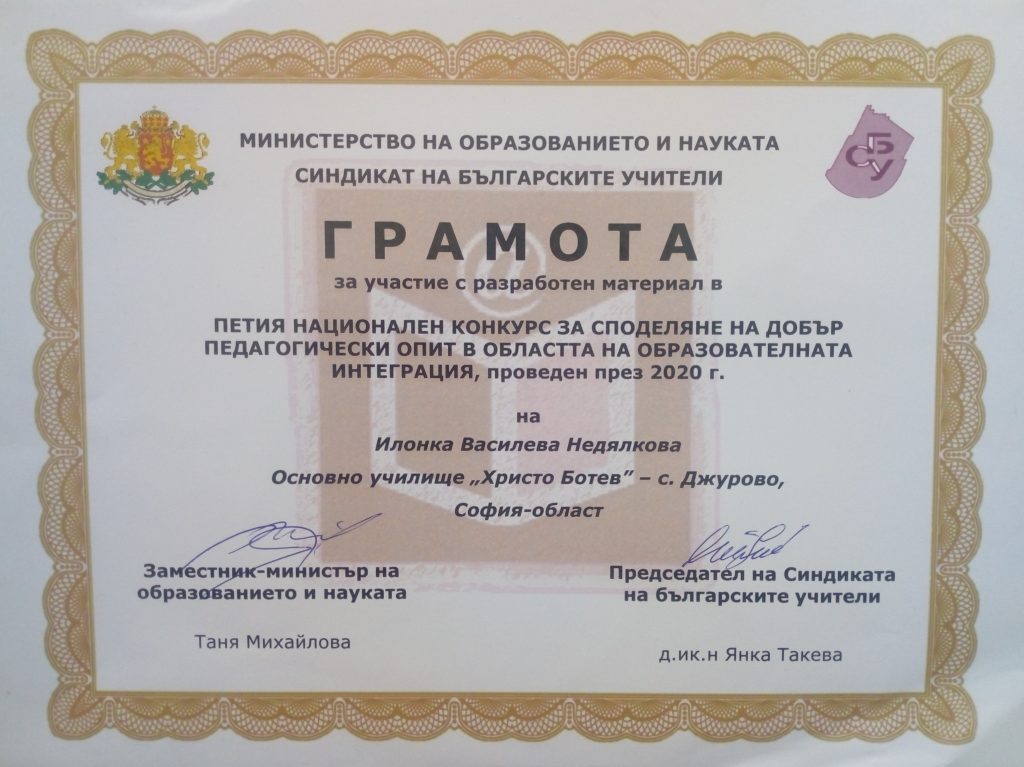 МИНИСТЕРСТВО НА ОБРАЗОВАНИЕТО И НАУКАТА
СИНДИКАТ НА БЪЛГАРСКИТЕ УЧИТЕЛИ
СБУ
ГРАМОТА
за участие с разработен материал в
ПЕТИЯ НАЦИОНАЛЕН КОНКУРС ЗА СПОДЕЛЯНЕ НА ДОБЪР
ПЕДАГОГИЧЕСКИ ОПИТ В ОБЛАСТТА НА ОБРАЗОВАТЕЛНАТА
ИНТЕГРАЦИЯ, проведен през 2020 г.
на
Илонка Василева Недялкова
Основно училище „Христо Ботев" – с. Джурово,
София-област
Заместник-министър на
образованието и науката
Таня Михайлова
Председател на Синдиката
на българските учители
д.ик.н Янка Такева